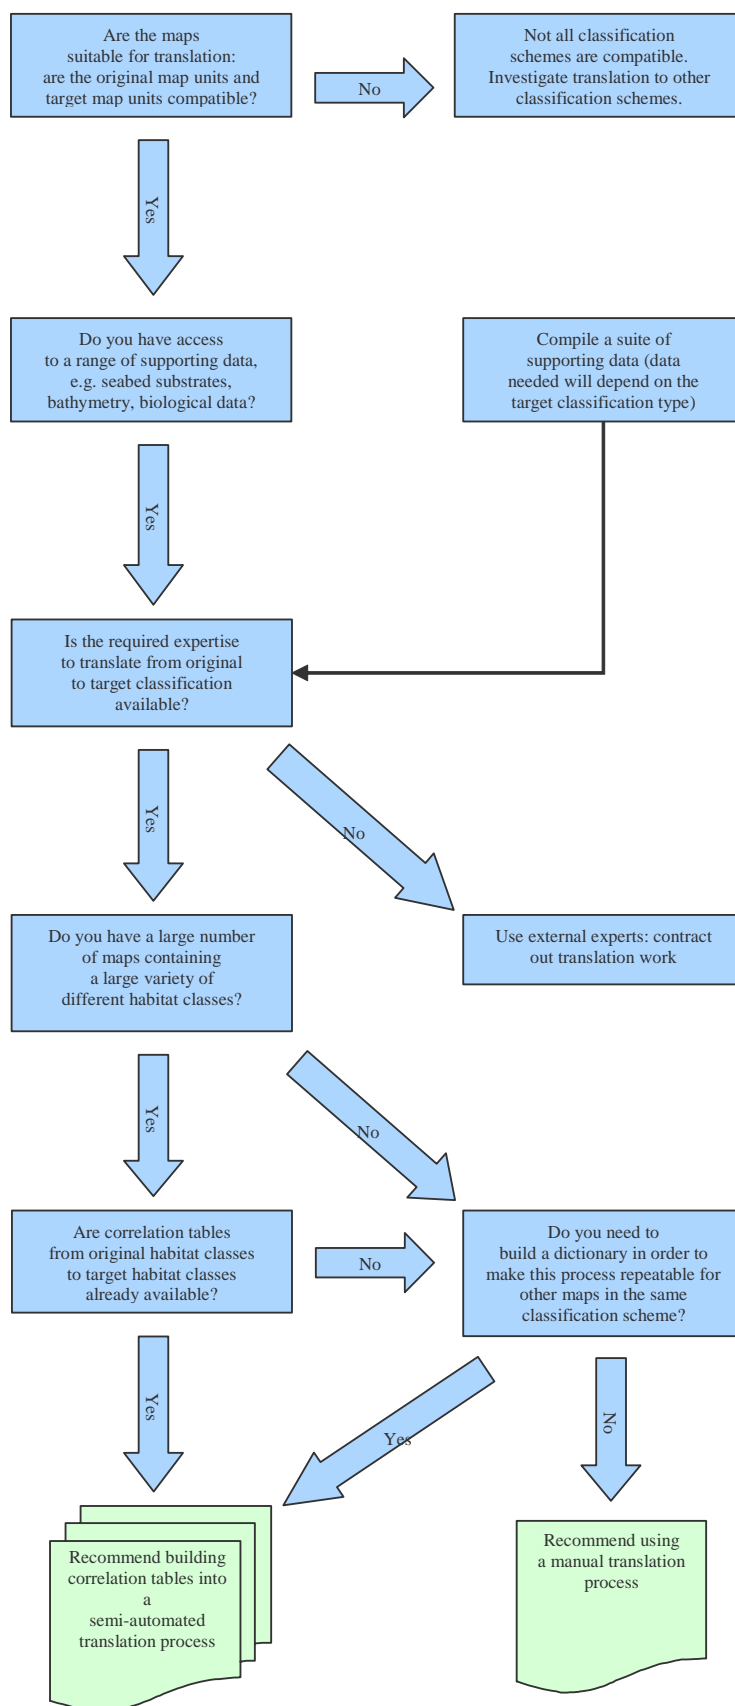 Are the maps
suitable for translation:
are the original map units and
target map units compatible?
No
Not all classification
schemes are compatible.
Investigate translation to other
classification schemes.
Yes
Do you have access
to a range of supporting data,
e.g. seabed substrates,
bathymetry, biological data?
Compile a suite of
supporting data (data
needed will depend on the
target classification type)
Yes
Is the required expertise
to translate from original
to target classification
available?
Yes
No
Do you have a large number
of maps containing
a large variety of
different habitat classes?
Use external experts: contract
out translation work
Yes
No
Are correlation tables
from original habitat classes
to target habitat classes
already available?
No
Do you need to
build a dictionary in order to
make this process repeatable for
other maps in the same
classification scheme?
Yes
Yes
No
Recommend building
correlation tables into
a
semi-automated
translation process
Recommend using
a manual translation
process